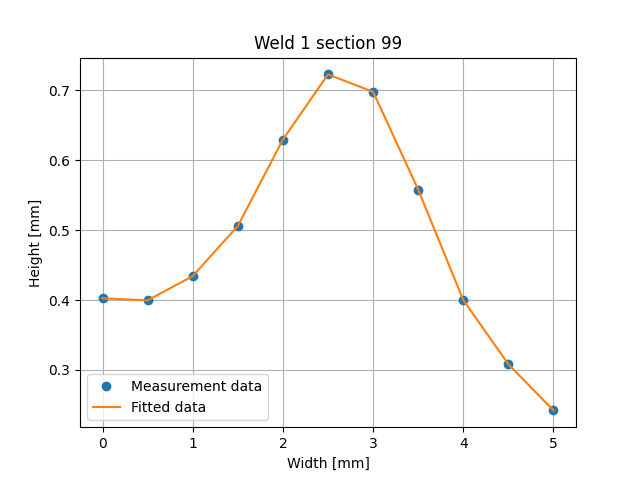 Weld 1 section 99
Height [mm]
0.7
0.6
0.5
0.4
0.3
Measurement data
Fitted data
0 1 2 3 4 5
Width [mm]